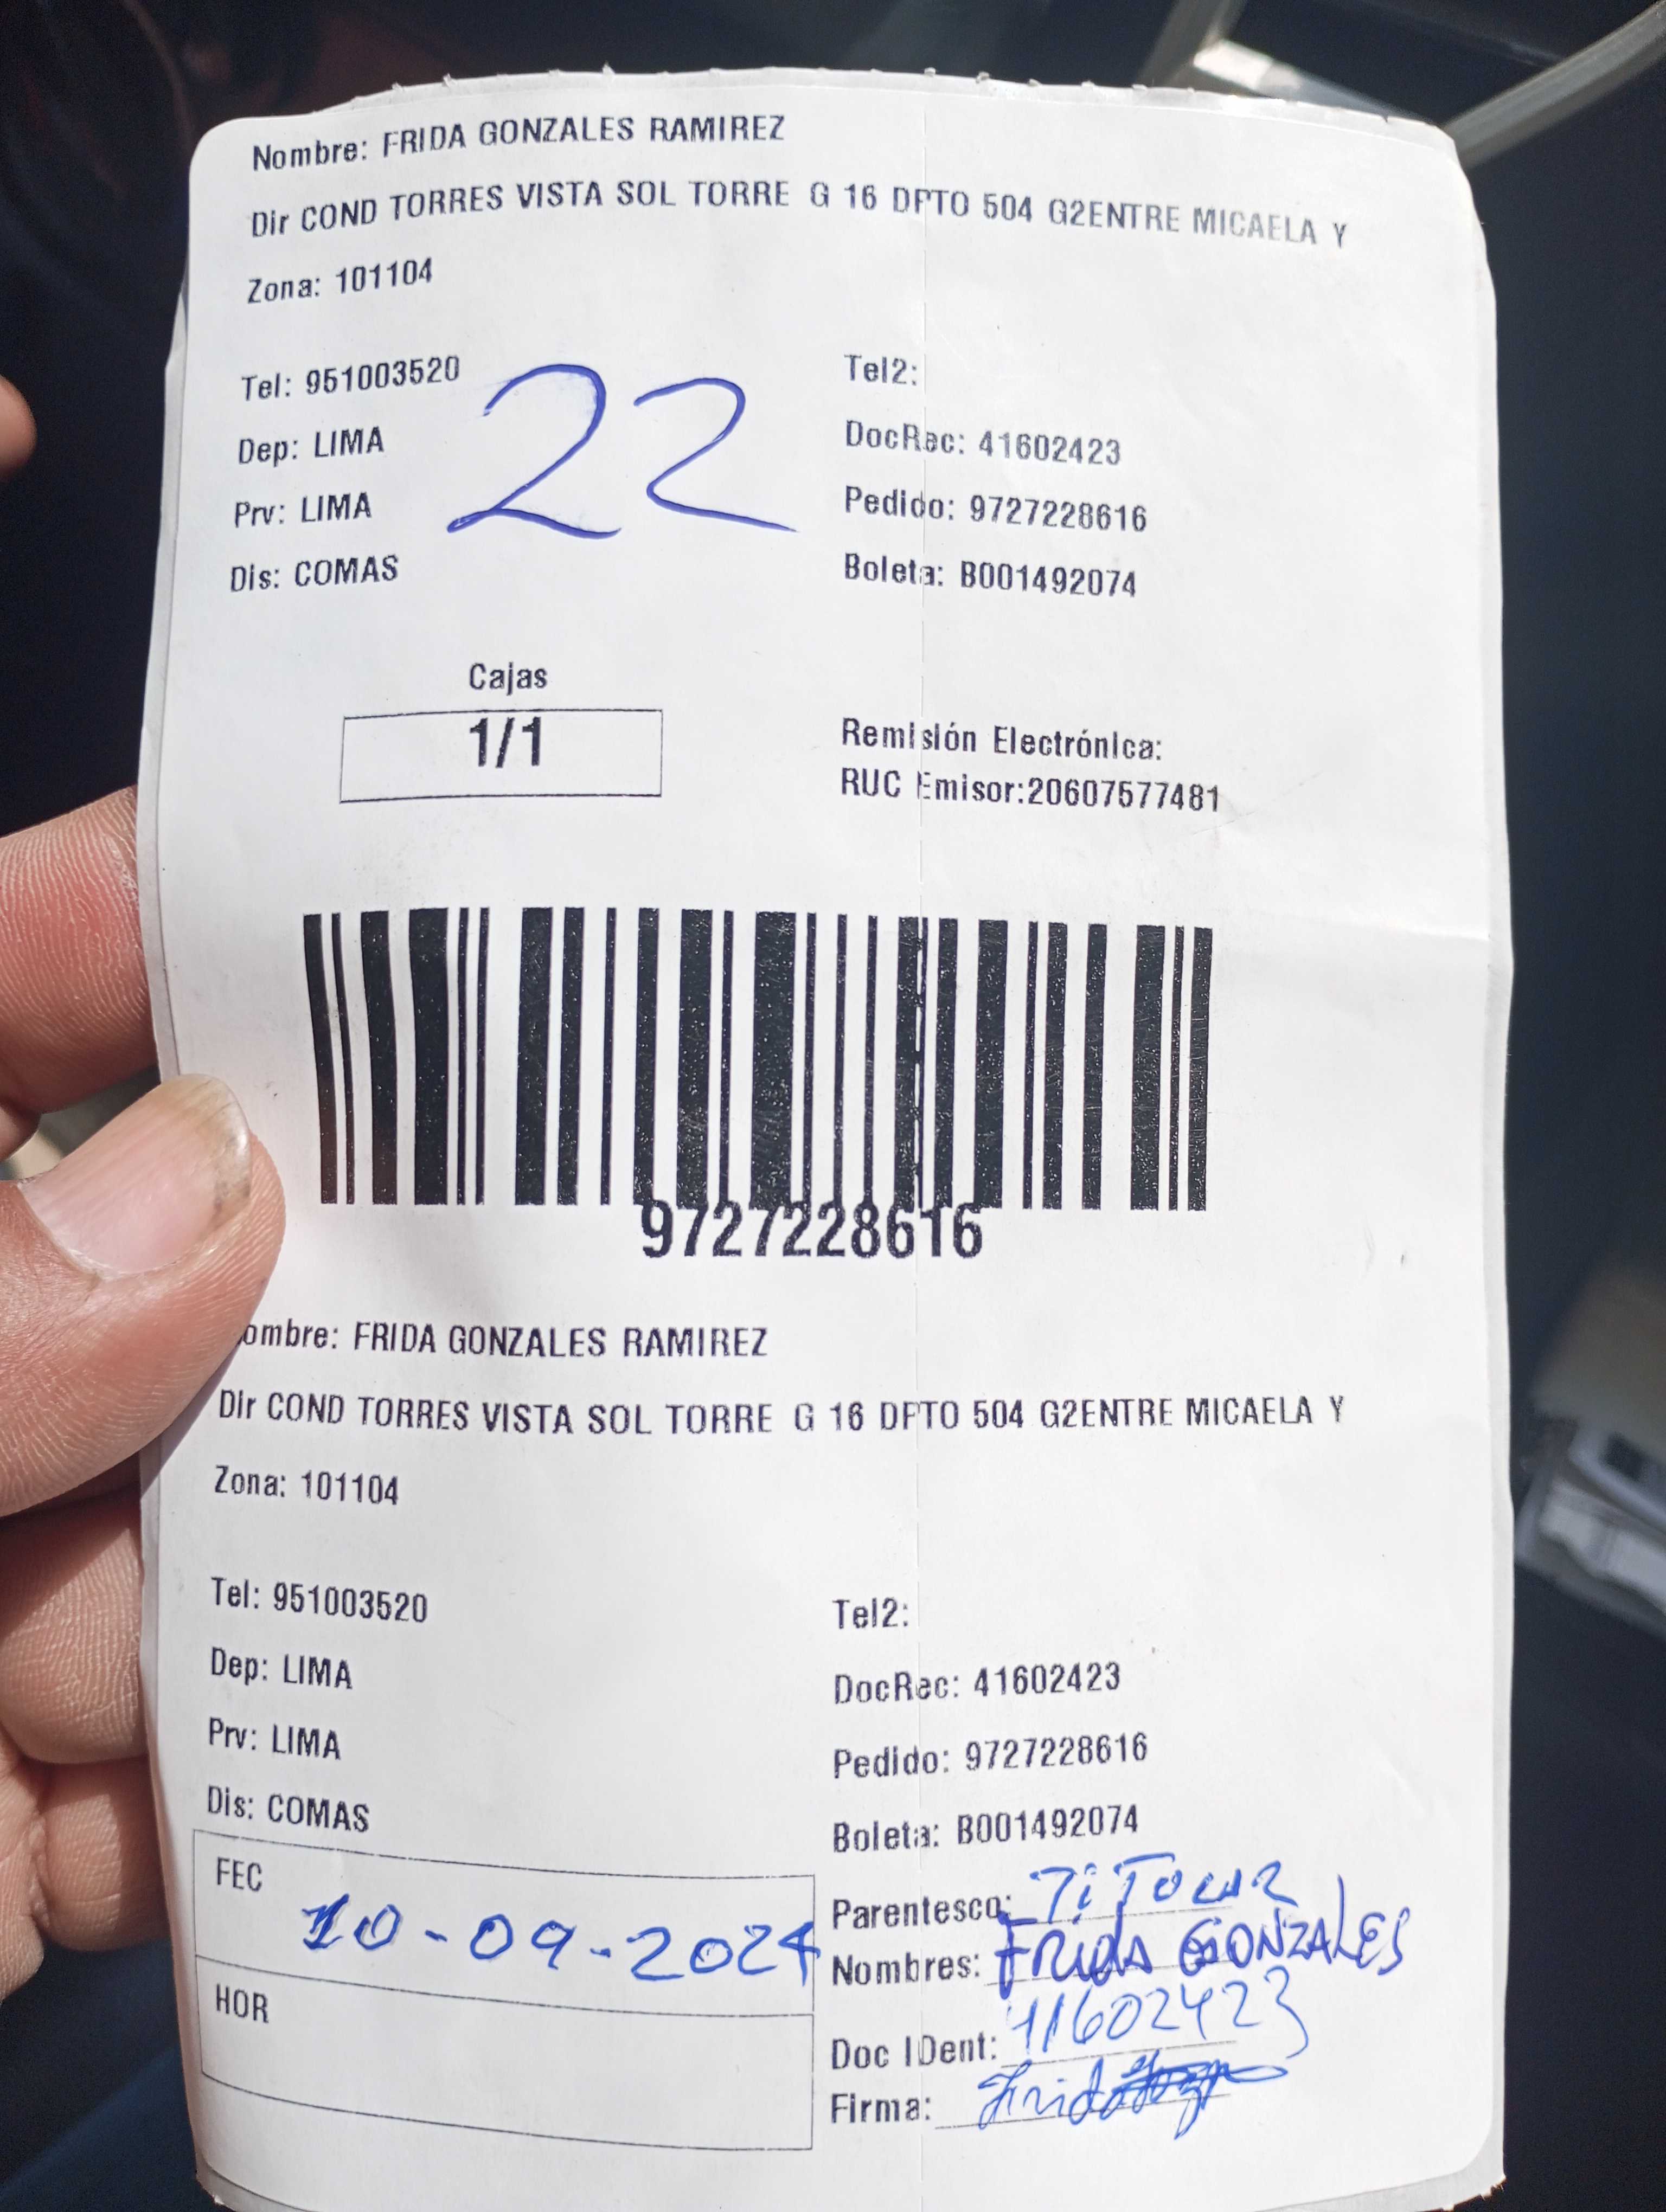 Nombre: FRIDA GONZALES RAMIREZ
Dir COND TORRES VISTA SOL TORRE G 16 DPTO 504 G2ENTRE MICAELA Y
Zona: 101104
Tel: 951003520
Dep: LIMA
Prv: LIMA
Dis: COMAS
22
Tel2:
DocRec: 41602423
Pedido: 9727228616
Boleta: B001492074
Cajas
1/1
Remisión Electrónica:
RUC Emisor:20607577481
9727228616
ombre: FRIDA GONZALES RAMIREZ
Dir COND TORRES VISTA SOL TORRE G 16 DPTO 504 G2ENTRE MICAELA Y
Zona: 101104
Tel: 951003520
Dep: LIMA
Prv: LIMA
Dis: COMAS
Tel2:
DocRec: 41602423
Pedido: 9727228616
Boleta: B001492074
FEC 10-09-2024
HOR
Parentesco: TiToLAR
Nombres: FRIDA GONZALES
Doc IDent: 41602423
Firma: Frida